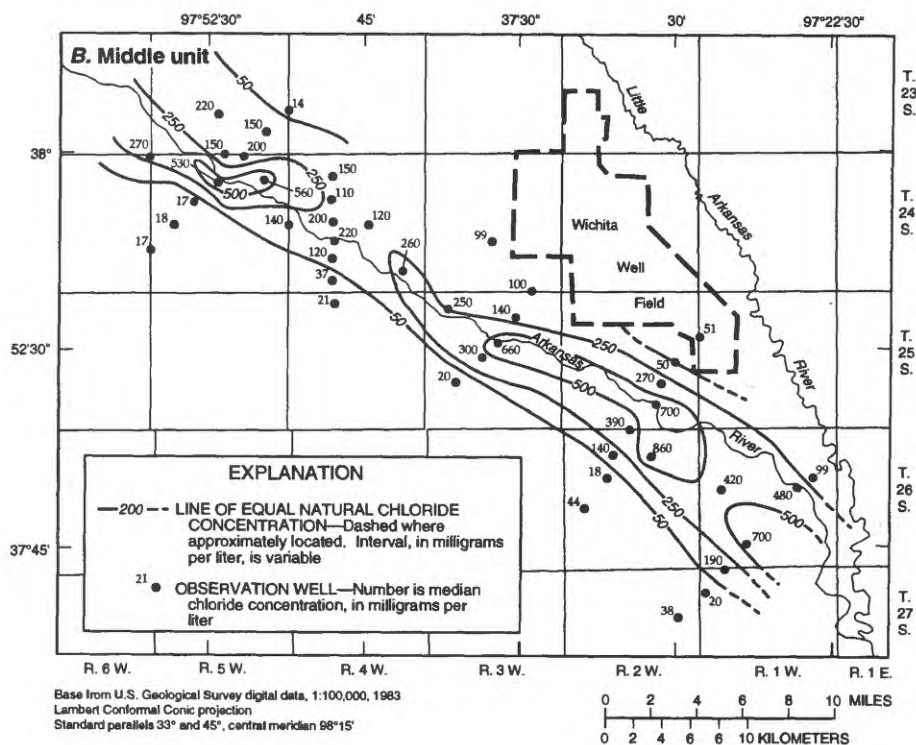 97°52'30"
45'
37'30"
30'
97°22'30"
B. Middle unit
T.
23
S.
T.
24
S.
T.
25
S.
T.
26
S.
T.
27
S.
38°
52'30"
37°45'
50
14
220
250
150
270
150
200
530
500
560
250
150
17
110
18
140
200
120
17
220
120
260
37
21
50
99
100
250
140
Little
Arkansas
River
Wichita
Well
Field
51
50
250
Arkansas
River
660
300
20
500
270
700
390
860
140
18
44
50
250
420
480
99
500
700
190
20
38
EXPLANATION
200
LINE OF EQUAL NATURAL CHLORIDE
CONCENTRATION—Dashed where
approximately located. Interval, in milligrams
per liter, is variable
21
OBSERVATION WELL—Number is median
chloride concentration, in milligrams per
liter
R. 6 W.
R. 5 W.
R. 4 W.
R. 3 W.
R. 2 W.
R. 1 W.
R. 1 E.
Base from U.S. Geological Survey digital data, 1:100,000, 1983
Lambert Conformal Conic projection
Standard parallels 33° and 45°, central meridian 98°15'
0 2 4 6 8 10 MILES
0 2 4 6 8 10 KILOMETERS